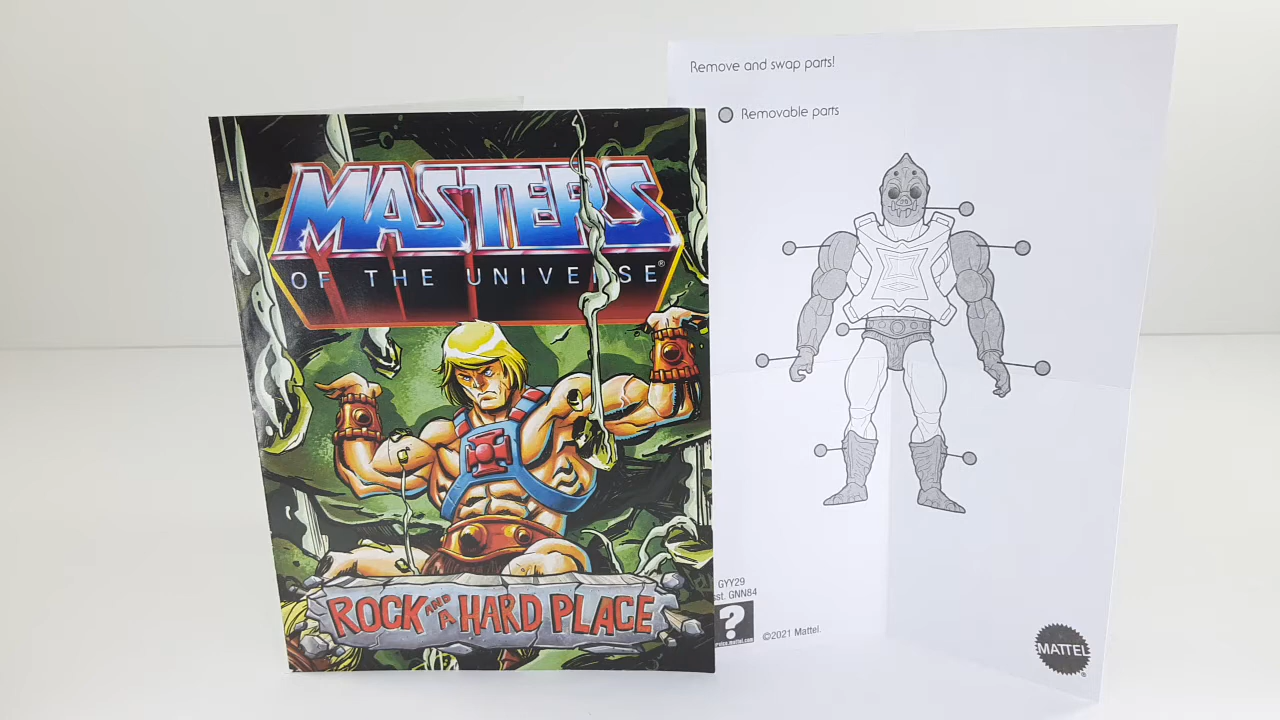 MASTERS
OF THE UNIVERSE®
ROCK AND A HARD PLACE
Remove and swap parts!
Removable parts
GYY29
sst. GNN84
?
©2021 Mattel.
MATTEL®